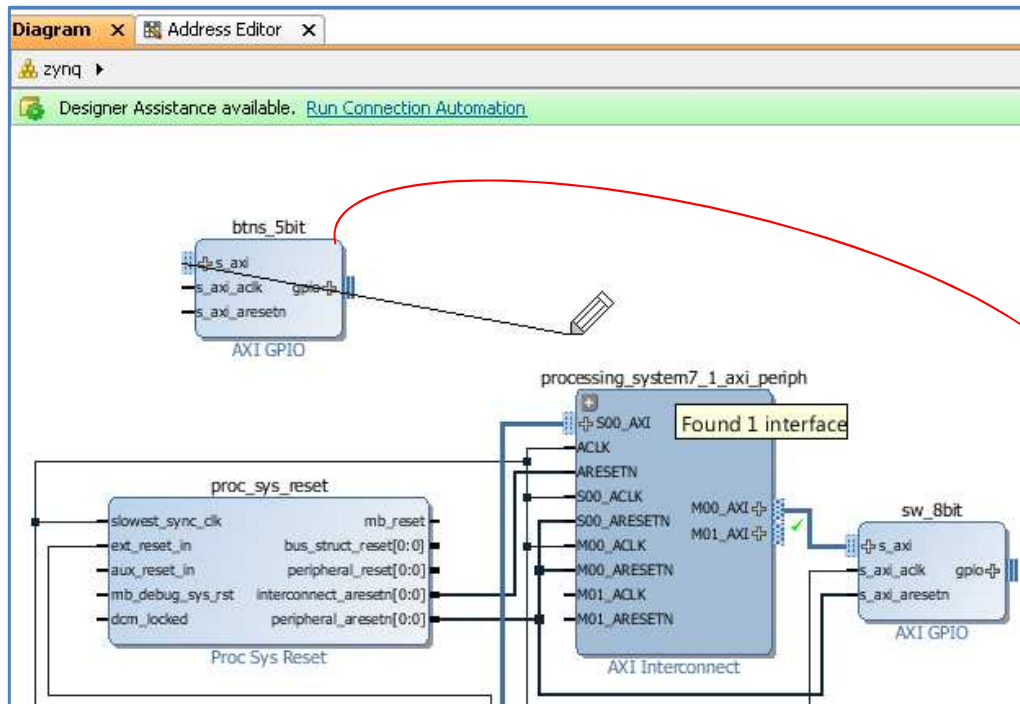 Diagram X Address Editor X
zynq
Designer Assistance available. Run Connection Automation
btns_5bit
s_axi
s_axi_aclk gpio
s_axi_aresetn
AXI GPIO
processing_system7_1_axi_periph
S00_AXI
Found 1 interface
ACLK
ARESETN
S00_ACLK
S00_ARESETN
M00_ACLK
M00_ARESETN
M01_ACLK
M01_ARESETN
M00_AXI
M01_AXI
AXI Interconnect
proc_sys_reset
slowest_sync_clk mb_reset
ext_reset_in bus_struct_reset[0:0]
aux_reset_in peripheral_reset[0:0]
mb_debug_sys_rst interconnect_aresetn[0:0]
dcm_locked peripheral_aresetn[0:0]
Proc Sys Reset
sw_8bit
s_axi
s_axi_aclk gpio
s_axi_aresetn
AXI GPIO